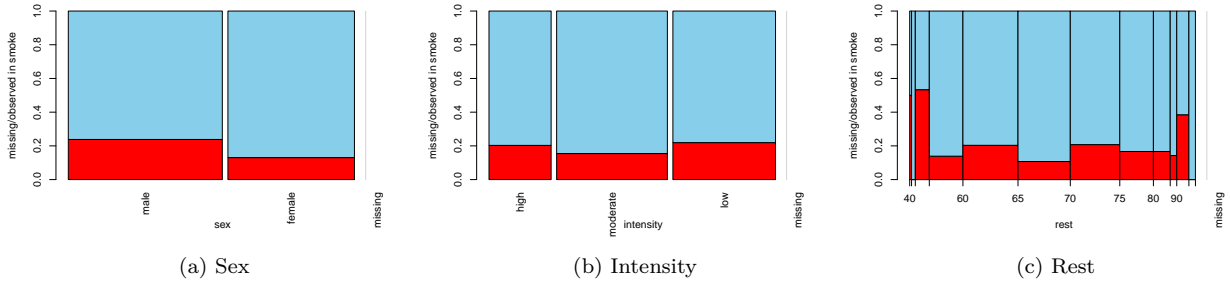 missing/observed in smoke
0.0 0.2 0.4 0.6 0.8 1.0
male
female
missing
sex
(a) Sex
missing/observed in smoke
0.0 0.2 0.4 0.6 0.8 1.0
high
moderate
low
missing
intensity
(b) Intensity
missing/observed in smoke
0.0 0.2 0.4 0.6 0.8 1.0
40 60 65 70 75 80 90
missing
rest
(c) Rest